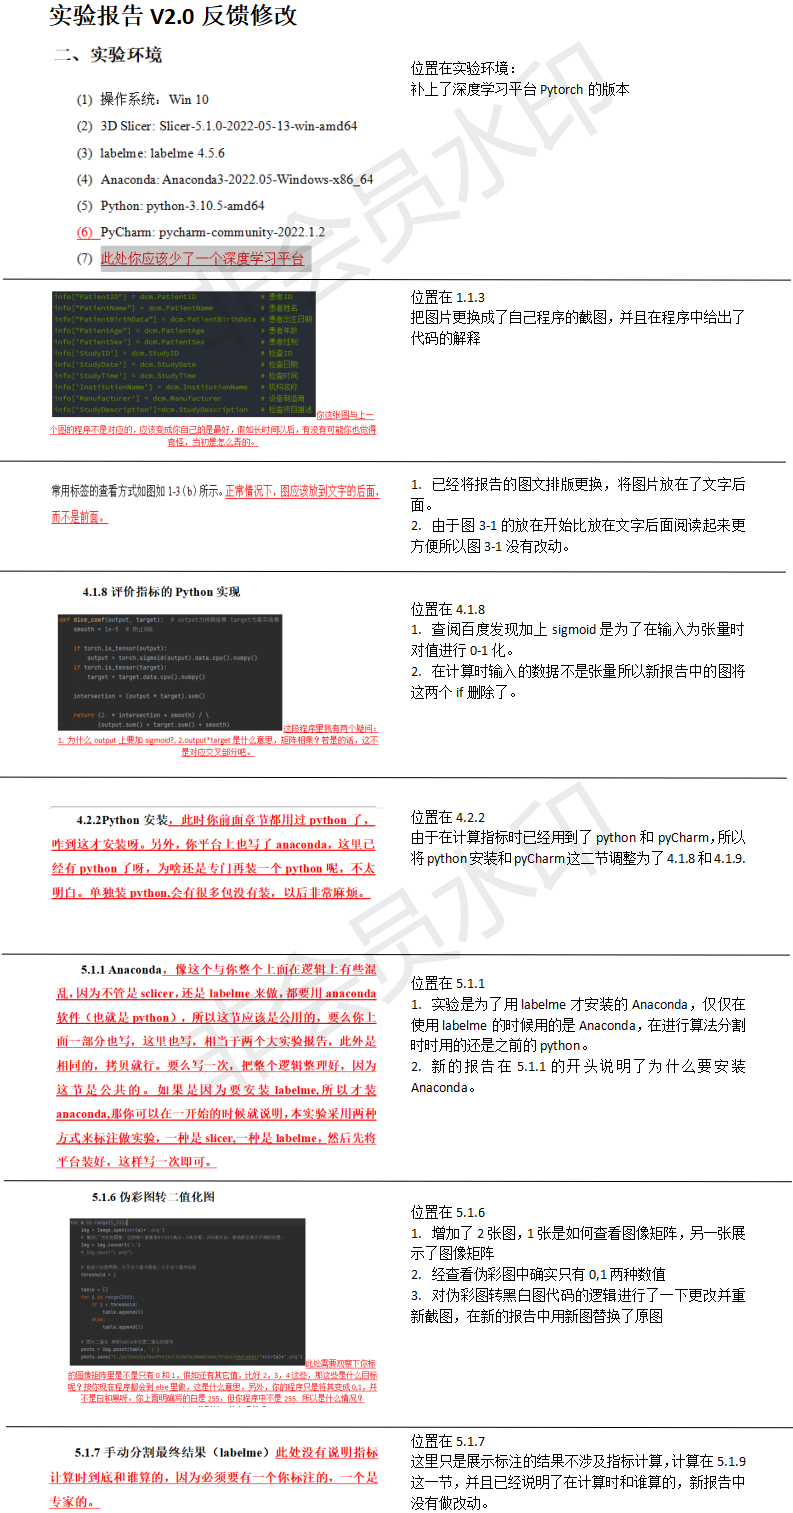 实验报告 V2.0 反馈修改
二、实验环境
(1) 操作系统：Win 10
(2) 3D Slicer: Slicer-5.1.0-2022-05-13-win-amd64
(3) labelme: labelme 4.5.6
(4) Anaconda: Anaconda3-2022.05-Windows-x86_64
(5) Python: python-3.10.5-amd64
(6) PyCharm: pycharm-community-2022.1.2
(7) 此处你应该少了一个深度学习平台
位置在实验环境：
补上了深度学习平台 Pytorch 的版本
info["PatientID"] = dcm.PatientID # 患者ID
info["PatientName"] = dcm.PatientName # 患者姓名
info["PatientBirthData"] = dcm.PatientBirthData # 患者出生日期
info["PatientAge"] = dcm.PatientAge # 患者年龄
info['PatientSex'] = dcm.PatientSex # 患者性别
info['StudyID'] = dcm.StudyID # 检查ID
info['StudyDate'] = dcm.StudyDate # 检查日期
info['StudyTime'] = dcm.StudyTime # 检查时间
info['InstitutionName'] = dcm.InstitutionName # 机构名称
info['Manufacturer'] = dcm.Manufacturer # 设备制造商
info['StudyDescription']=dcm.StudyDescription # 检查项目描述
你这张图与上一
个图的程序不是对应的，应该变成你自己的是最好，假如长时间以后，有没有可能你也觉得
奇怪，当初是怎么弄的。
位置在 1.1.3
把图片更换成了自己程序的截图，并且在程序中给出了
代码的解释
常用标签的查看方式如图如 1-3（b）所示。正常情况下，图应该放到文字的后面，
而不是前面。
1. 已经将报告的图文排版更换，将图片放在了文字后
面。
2. 由于图 3-1 的放在开始比放在文字后面阅读起来更
方便所以图 3-1 没有改动。
4.1.8 评价指标的 Python 实现
def dice_coef(output, target): # output为预测结果 target为真实结果
smooth = 1e-5 # 防止0除
if torch.is_tensor(output):
output = torch.sigmoid(output).data.cpu().numpy()
if torch.is_tensor(target):
target = target.data.cpu().numpy()
intersection = (output * target).sum()
return (2. * intersection + smooth) / \
(output.sum() + target.sum() + smooth)
这段程序里我有两个疑问：
1. 为什么 output 上要加 sigmoid?, 2.output*target 是什么意思，矩阵相乘？若是的话，这不
是对应交叉部分吧。
位置在 4.1.8
1. 查阅百度发现加上 sigmoid 是为了在输入为张量时
对值进行 0-1 化。
2. 在计算时输入的数据不是张量所以新报告中的图将
这两个 if 删除了。
4.2.2Python 安装，此时你前面章节都用过 python 了，
咋到这才安装呀。另外，你平台上也写了 anaconda，这里已
经有 python 了呀，为啥还是专门再装一个 python 呢，不太
明白。单独装 python,会有很多包没有装，以后非常麻烦。
位置在 4.2.2
由于在计算指标时已经用到了 python 和 pyCharm，所以
将 python 安装和 pyCharm 这二节调整为了 4.1.8 和 4.1.9.
5.1.1 Anaconda，像这个与你整个上面在逻辑上有些混
乱，因为不管是 sclicer，还是 labelme 来做，都要用 anaconda
软件（也就是 python），所以这节应该是公用的，要么你上
面一部分也写，这里也写，相当于两个大实验报告，此外是
相同的，拷贝就行。要么写一次，把整个逻辑整理好，因为
这节是公共的。如果是因为要安装 labelme,所以才装
anaconda,那你可以在一开始的时候就说明，本实验采用两种
方式来标注做实验，一种是 slicer,一种是 labelme，然后先将
平台装好，这样写一次即可。
位置在 5.1.1
1. 实验是为了用 labelme 才安装的 Anaconda，仅仅在
使用 labelme 的时候用的是 Anaconda，在进行算法分割
时时用的还是之前的 python。
2. 新的报告在 5.1.1 的开头说明了为什么要安装
Anaconda。
5.1.6 伪彩图转二值化图
img = Image.open(str(a)+'.png')
img = img.convert('L')
# img.save("1.png")
threshold = 1
table = []
for i in range(256):
if i < threshold:
table.append(0)
else:
table.append(1)
photo = img.point(table, '1')
此处需要观察下你标
的图像矩阵里是不是只有 0 和 1，假如还有其它值，比好 2，3，4 这些，那这些是什么目标
呢？按你现在程序都会到 else 里做，这是什么意思，另外，你的程序只是将其变成 0,1，并
不是白和黑呀。你上面明确写的白是 255，但你程序中不是 255. 所以是什么情况？
位置在 5.1.6
1. 增加了 2 张图，1 张是如何查看图像矩阵，另一张展
示了图像矩阵
2. 经查看伪彩图中确实只有 0,1 两种数值
3. 对伪彩图转黑白图代码的逻辑进行了一下更改并重
新截图，在新的报告中用新图替换了原图
5.1.7 手动分割最终结果（labelme）此处没有说明指标
计算时到底和谁算的，因为必须要有一个你标注的，一个是
专家的。
位置在 5.1.7
这里只是展示标注的结果不涉及指标计算，计算在 5.1.9
这一节，并且已经说明了在计算时和谁算的，新报告中
没有做改动。
非会员水印
非会员水印